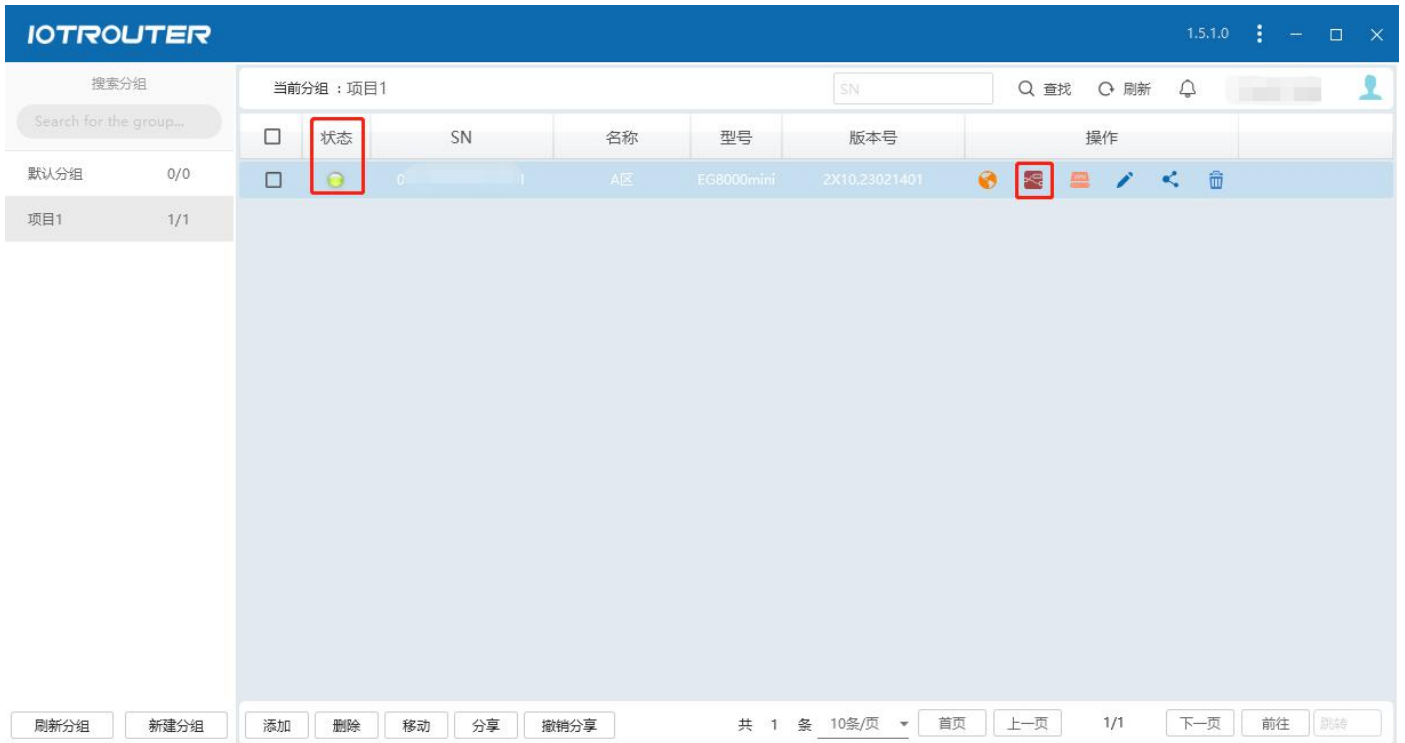 IOTROUTER
1.5.1.0
搜索分组
Search for the group...
默认分组 0/0
项目1 1/1
当前分组：项目1
SN
查找
刷新
状态 SN 名称 型号 版本号 操作
A区 EG8000mini 2X10.23021401
刷新分组 新建分组
添加 删除 移动 分享 撤销分享
共 1 条 10条/页 首页 上一页 1/1 下一页 前往 跳转